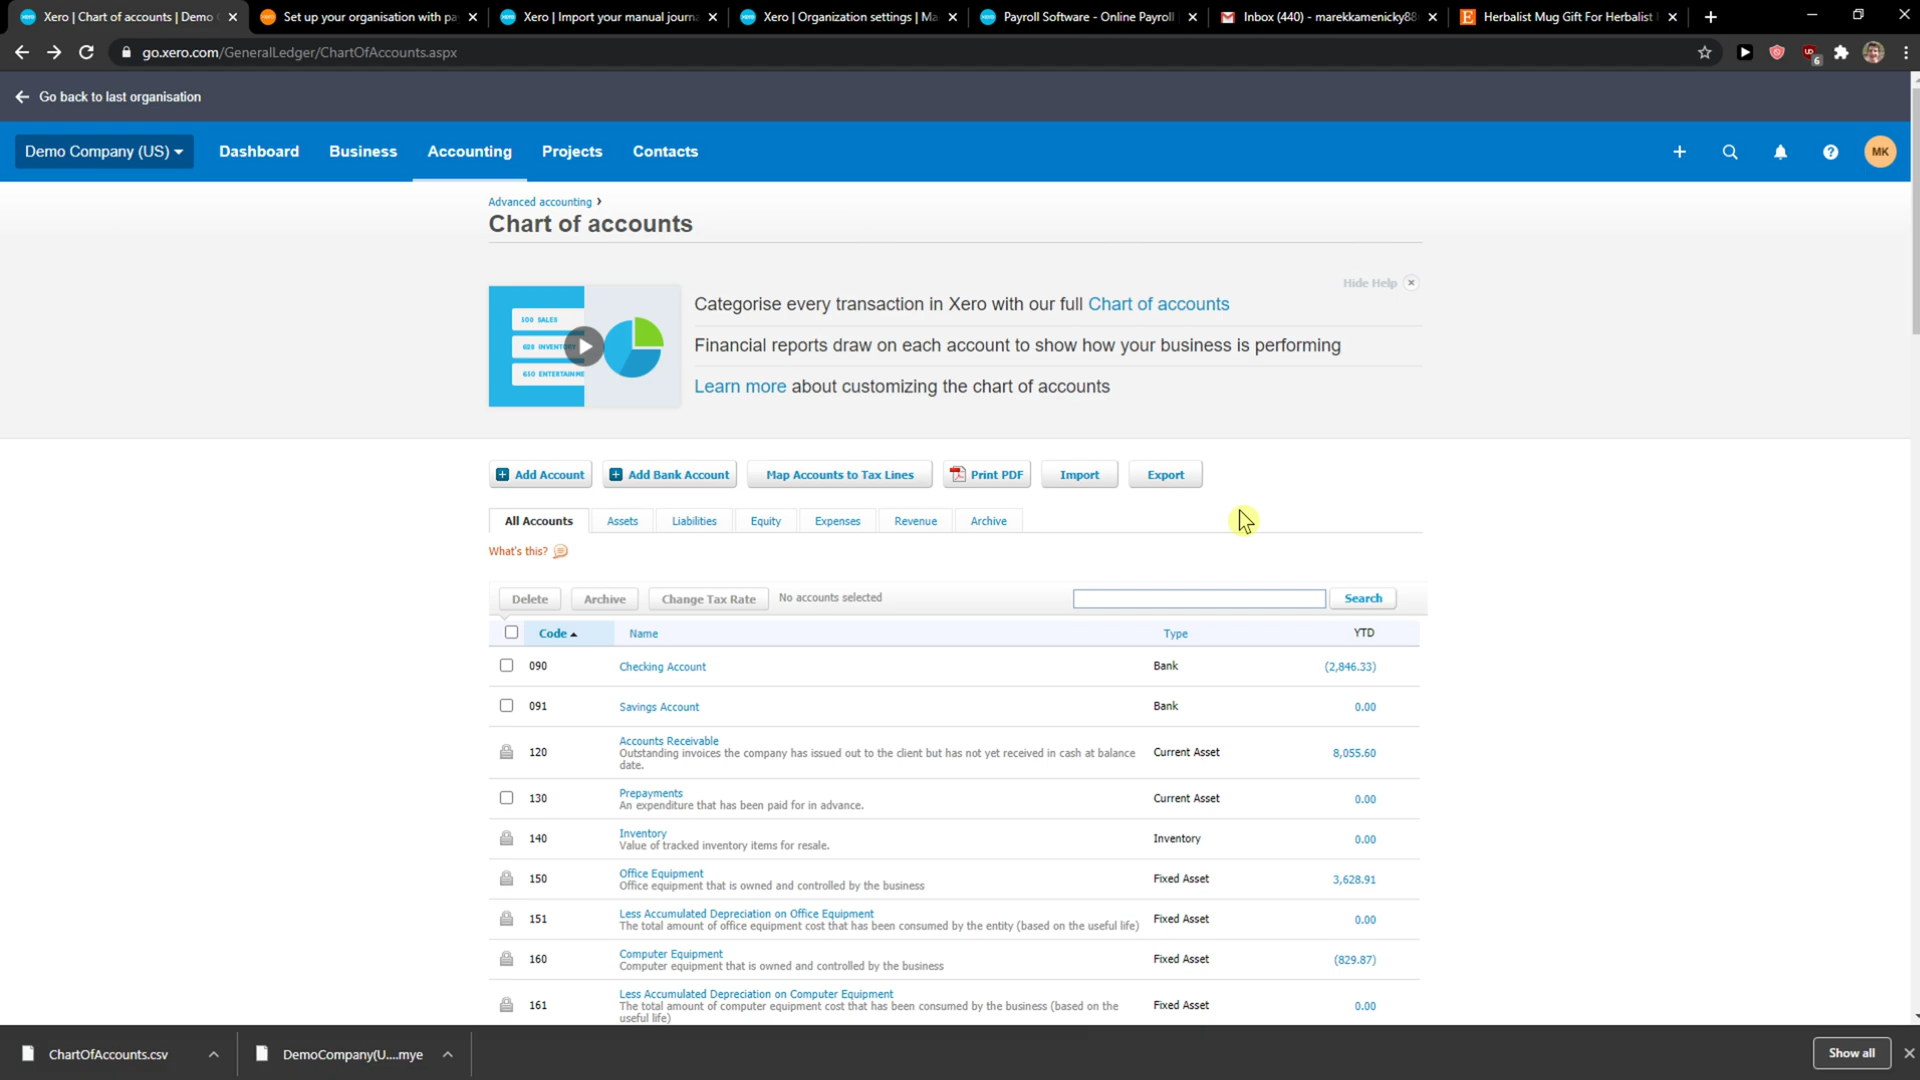 Xero | Chart of accounts | Demo
Set up your organisation with pa
Xero | Import your manual journa
Xero | Organization settings | Ma
Payroll Software - Online Payroll
Inbox (440) - marekkamenicky88
Herbalist Mug Gift For Herbalist
go.xero.com/GeneralLedger/ChartOfAccounts.aspx
6
Go back to last organisation
Demo Company (US)
Dashboard
Business
Accounting
Projects
Contacts
MK
Advanced accounting ›
Chart of accounts
Hide Help
Categorise every transaction in Xero with our full Chart of accounts
Financial reports draw on each account to show how your business is performing
Learn more about customizing the chart of accounts
Add Account
Add Bank Account
Map Accounts to Tax Lines
Print PDF
Import
Export
All Accounts
Assets
Liabilities
Equity
Expenses
Revenue
Archive
What's this?
Delete
Archive
Change Tax Rate
No accounts selected
Search
Code
Name
Type
YTD
090
Checking Account
Bank
(2,846.33)
091
Savings Account
Bank
0.00
120
Accounts Receivable
Outstanding invoices the company has issued out to the client but has not yet received in cash at balance
date.
Current Asset
8,055.60
130
Prepayments
An expenditure that has been paid for in advance.
Current Asset
0.00
140
Inventory
Value of tracked inventory items for resale.
Inventory
0.00
150
Office Equipment
Office equipment that is owned and controlled by the business
Fixed Asset
3,628.91
151
Less Accumulated Depreciation on Office Equipment
The total amount of office equipment cost that has been consumed by the entity (based on the useful life)
Fixed Asset
0.00
160
Computer Equipment
Computer equipment that is owned and controlled by the business
Fixed Asset
(829.87)
161
Less Accumulated Depreciation on Computer Equipment
The total amount of computer equipment cost that has been consumed by the business (based on the
useful life)
Fixed Asset
0.00
ChartOfAccounts.csv
DemoCompany(U....mye
Show all